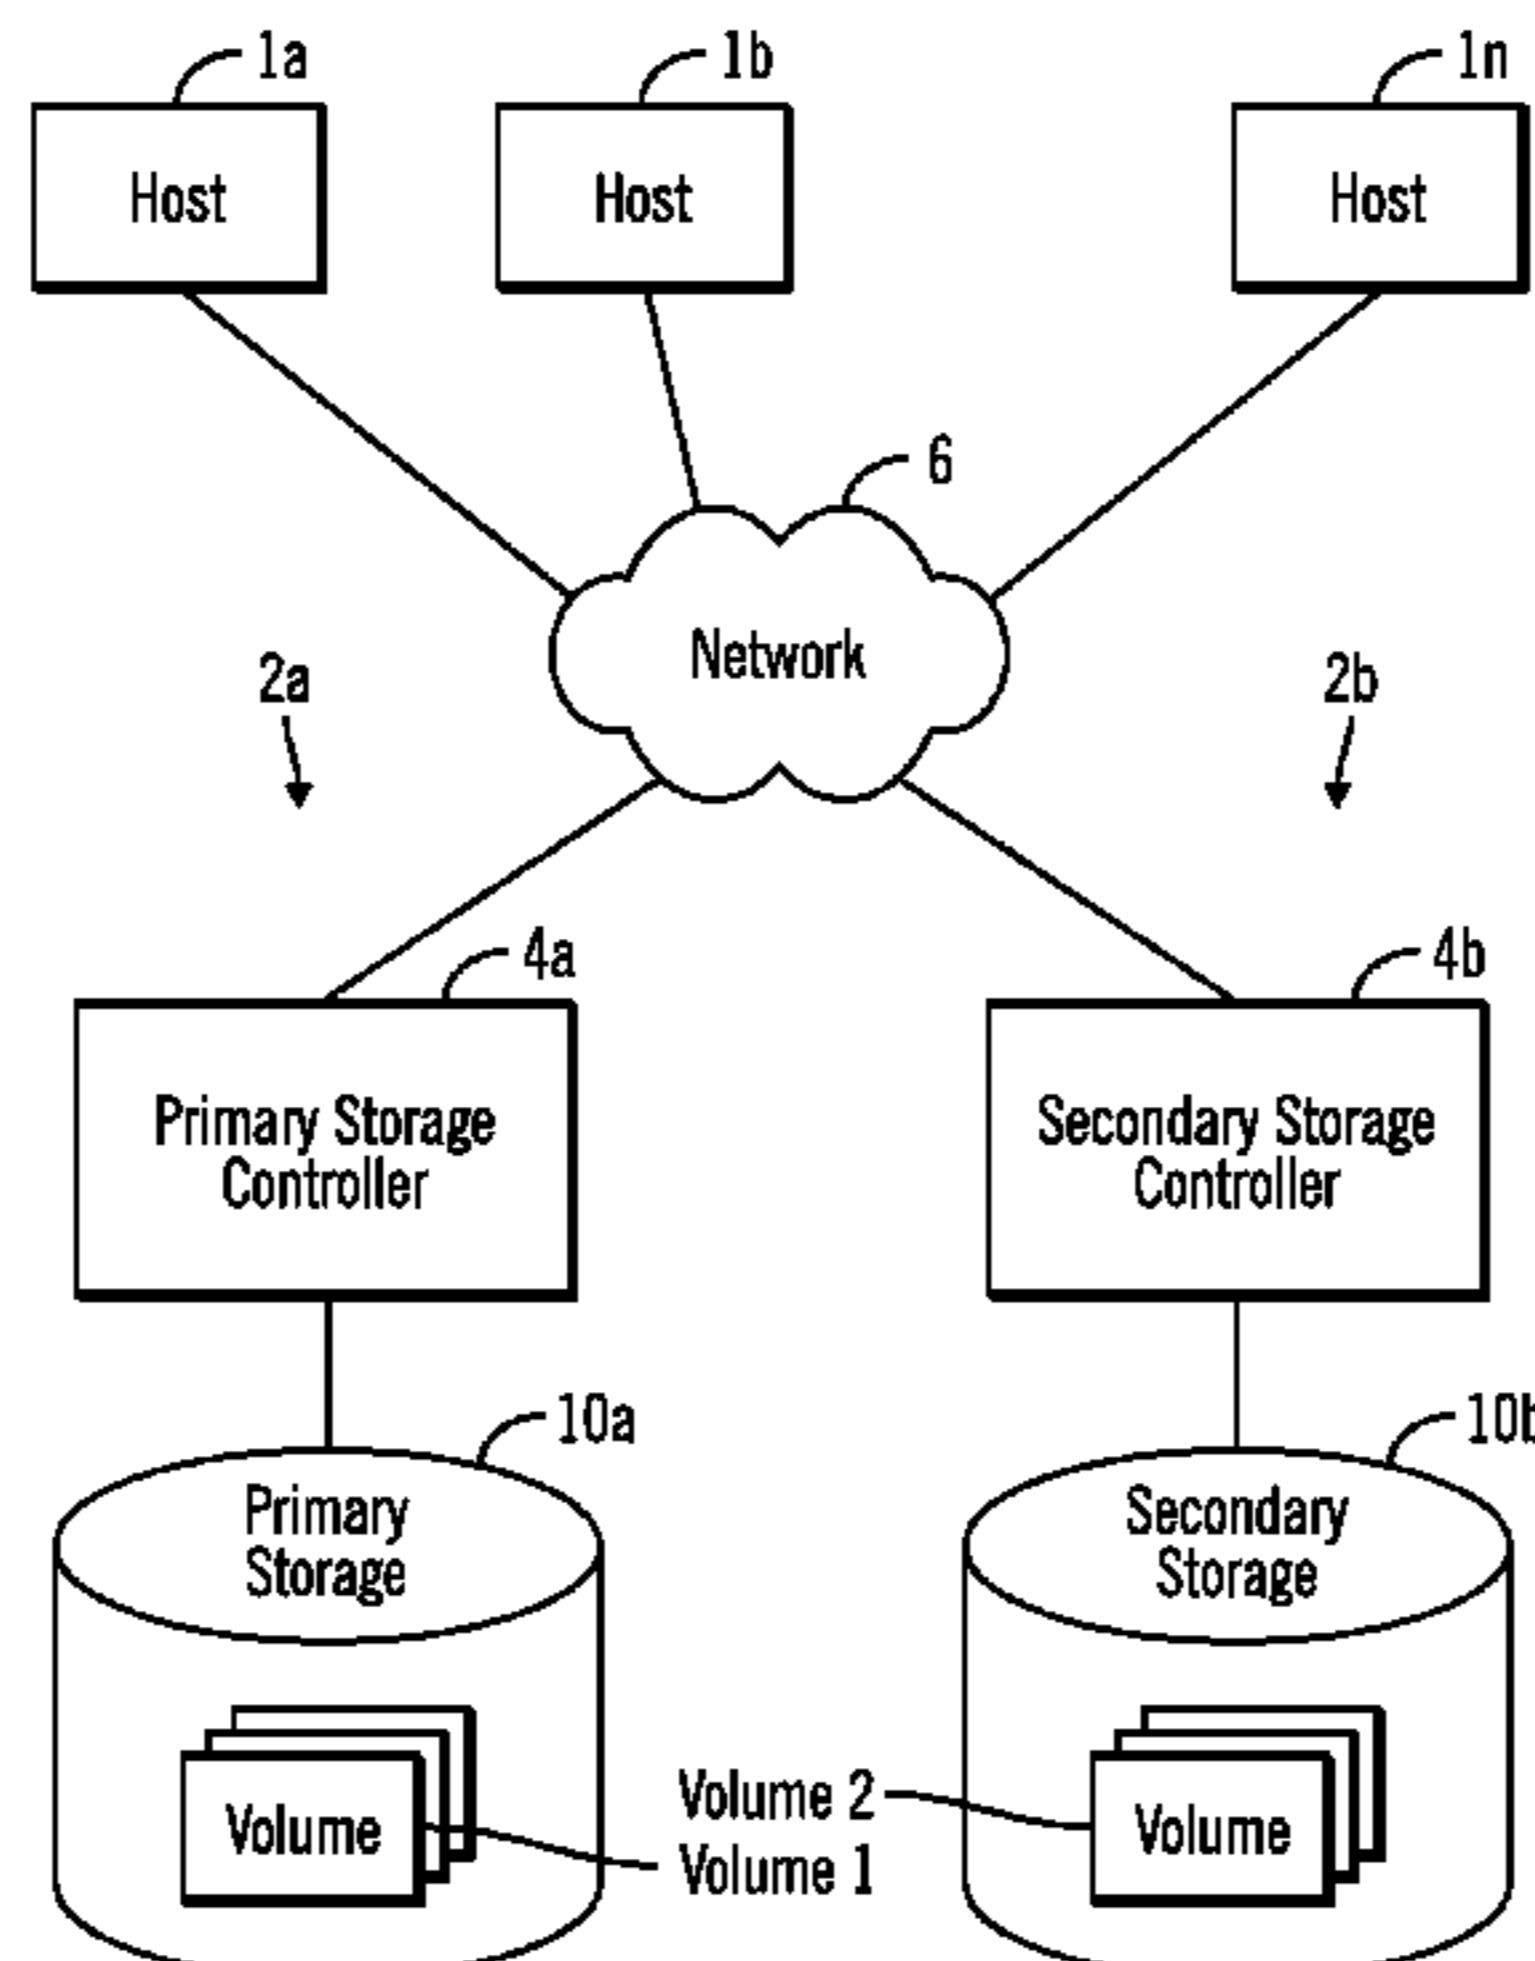 1a
1b
1n
Host
Host
Host
6
Network
2a
2b
4a
4b
Primary Storage
Controller
Secondary Storage
Controller
10a
10b
Primary
Storage
Secondary
Storage
Volume
Volume 2
Volume 1
Volume